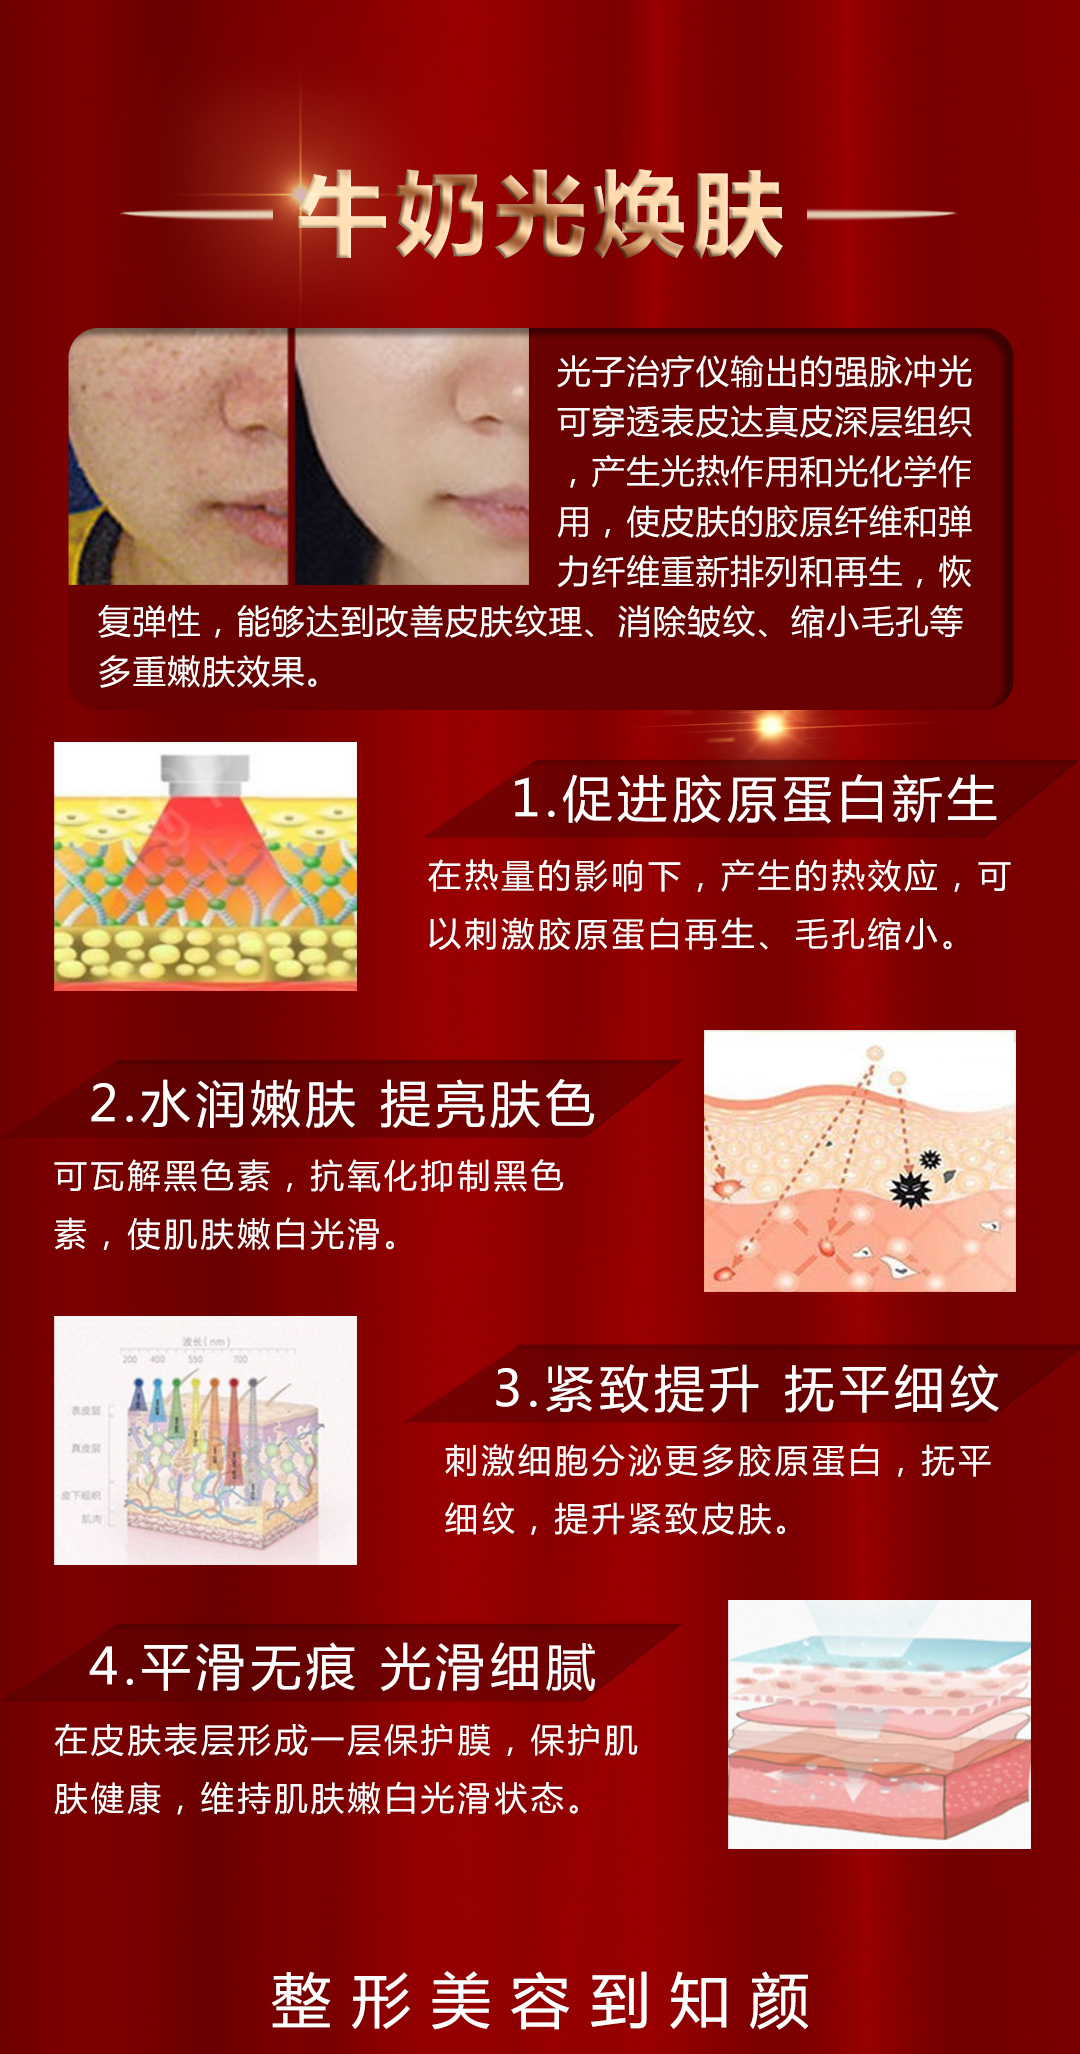 牛奶光焕肤
光子治疗仪输出的强脉冲光
可穿透表皮达真皮深层组织
，产生光热作用和光化学作
用，使皮肤的胶原纤维和弹
力纤维重新排列和再生，恢
复弹性，能够达到改善皮肤纹理、消除皱纹、缩小毛孔等
多重嫩肤效果。
1.促进胶原蛋白新生
在热量的影响下，产生的热效应，可
以刺激胶原蛋白再生、毛孔缩小。
2.水润嫩肤 提亮肤色
可瓦解黑色素，抗氧化抑制黑色
素，使肌肤嫩白光滑。
波长(nm)
200 400 550 700
表皮层
真皮层
皮下组织
肌肉
3.紧致提升 抚平细纹
刺激细胞分泌更多胶原蛋白，抚平
细纹，提升紧致皮肤。
4.平滑无痕 光滑细腻
在皮肤表层形成一层保护膜，保护肌
肤健康，维持肌肤嫩白光滑状态。
整形美容到知颜